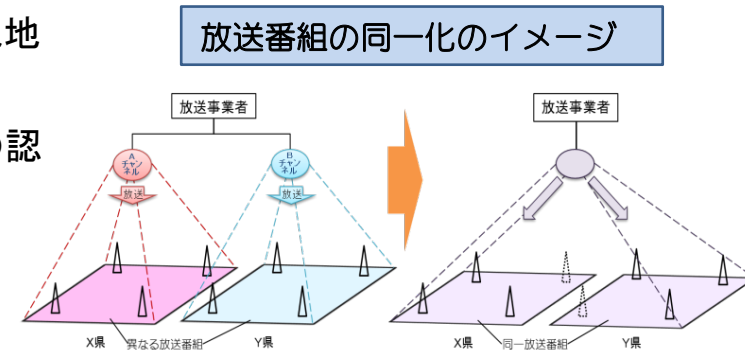 地
放送番組の同一化のイメージ
認
放送事業者
A
チャン
ネル
放送
B
チャン
ネル
放送
X県
異なる放送番組
Y県
放送事業者
X県
同一放送番組
Y県